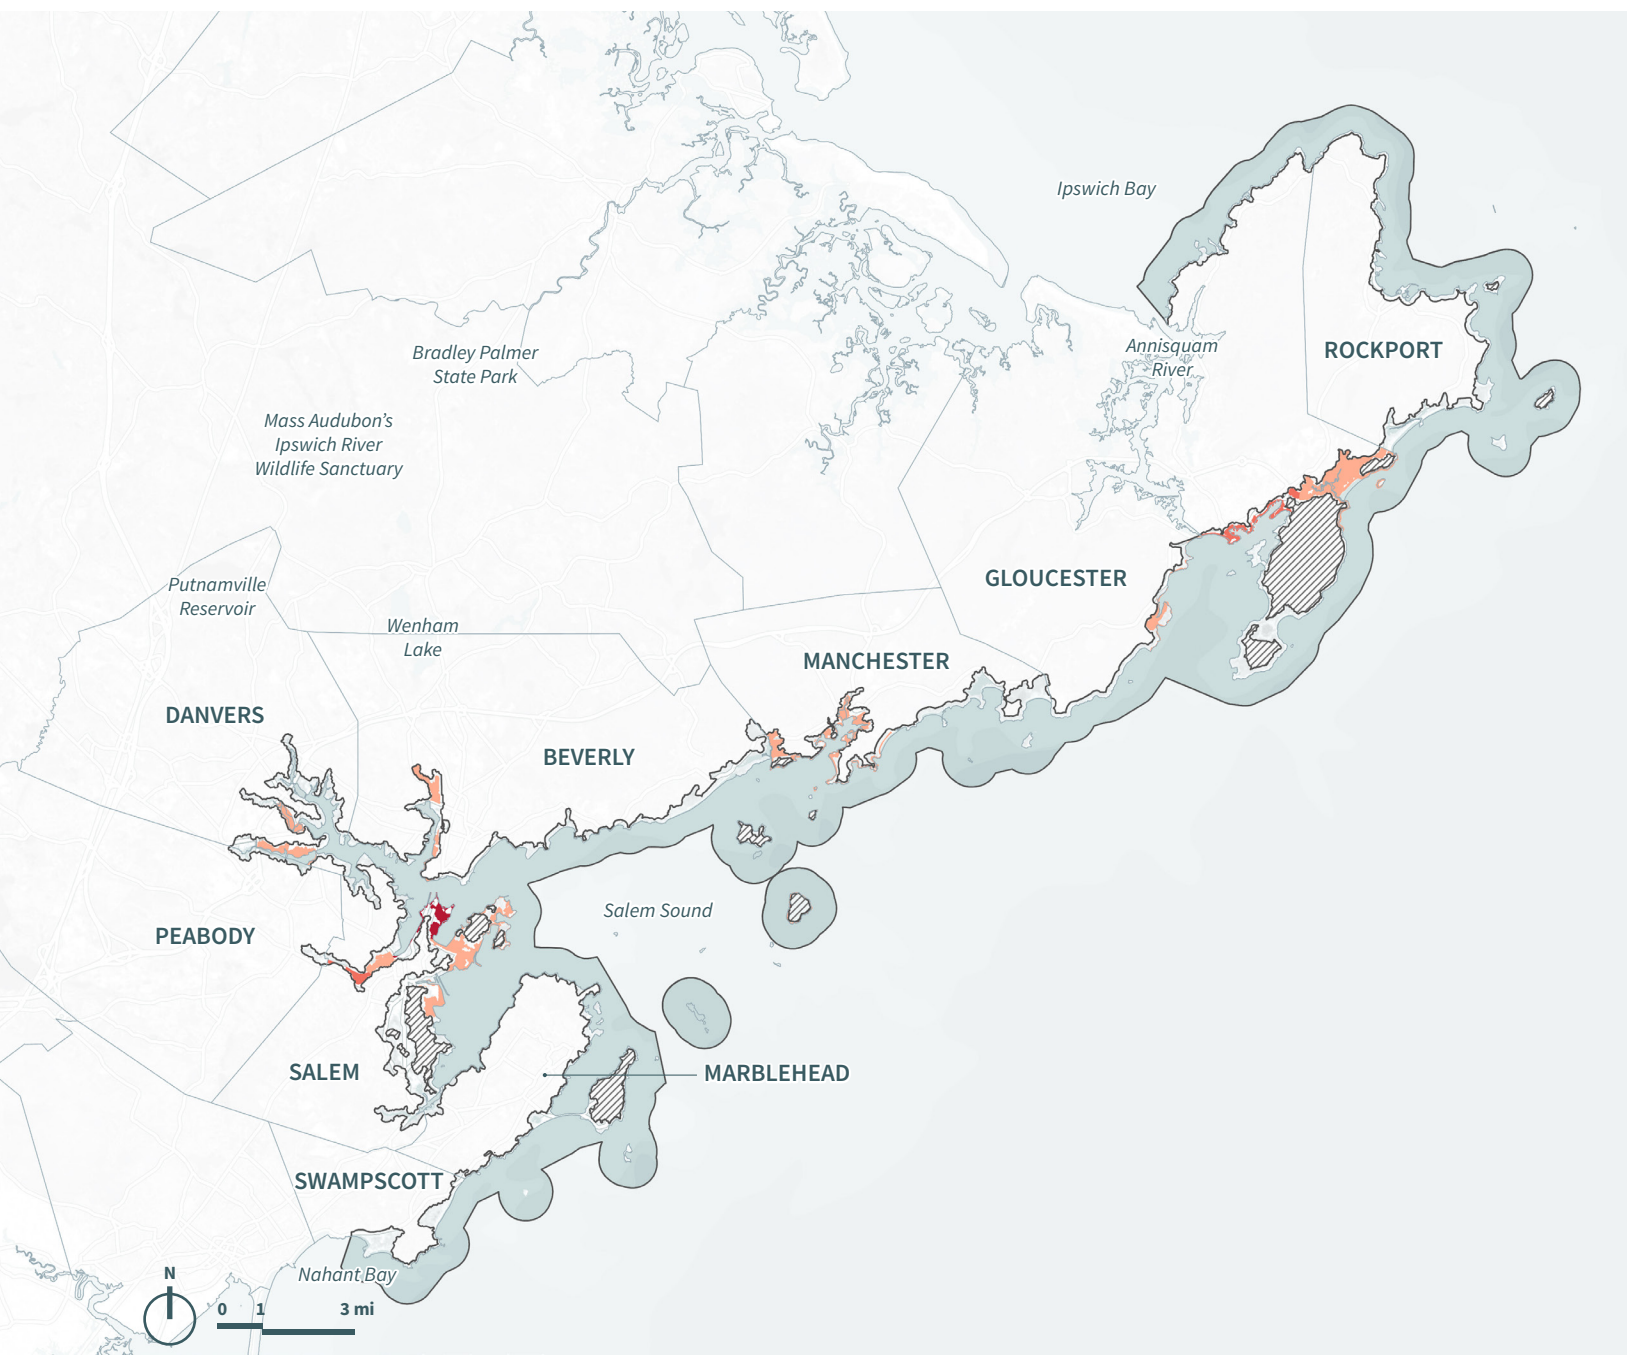 Ipswich Bay
Annisquam
River
ROCKPORT
Bradley Palmer
State Park
Mass Audubon’s
Ipswich River
Wildlife Sanctuary
GLOUCESTER
Putnamville
Reservoir
Wenham
Lake
MANCHESTER
DANVERS
BEVERLY
Salem Sound
PEABODY
SALEM
MARBLEHEAD
SWAMPSCOTT
Nahant Bay
N
0 1 3 mi